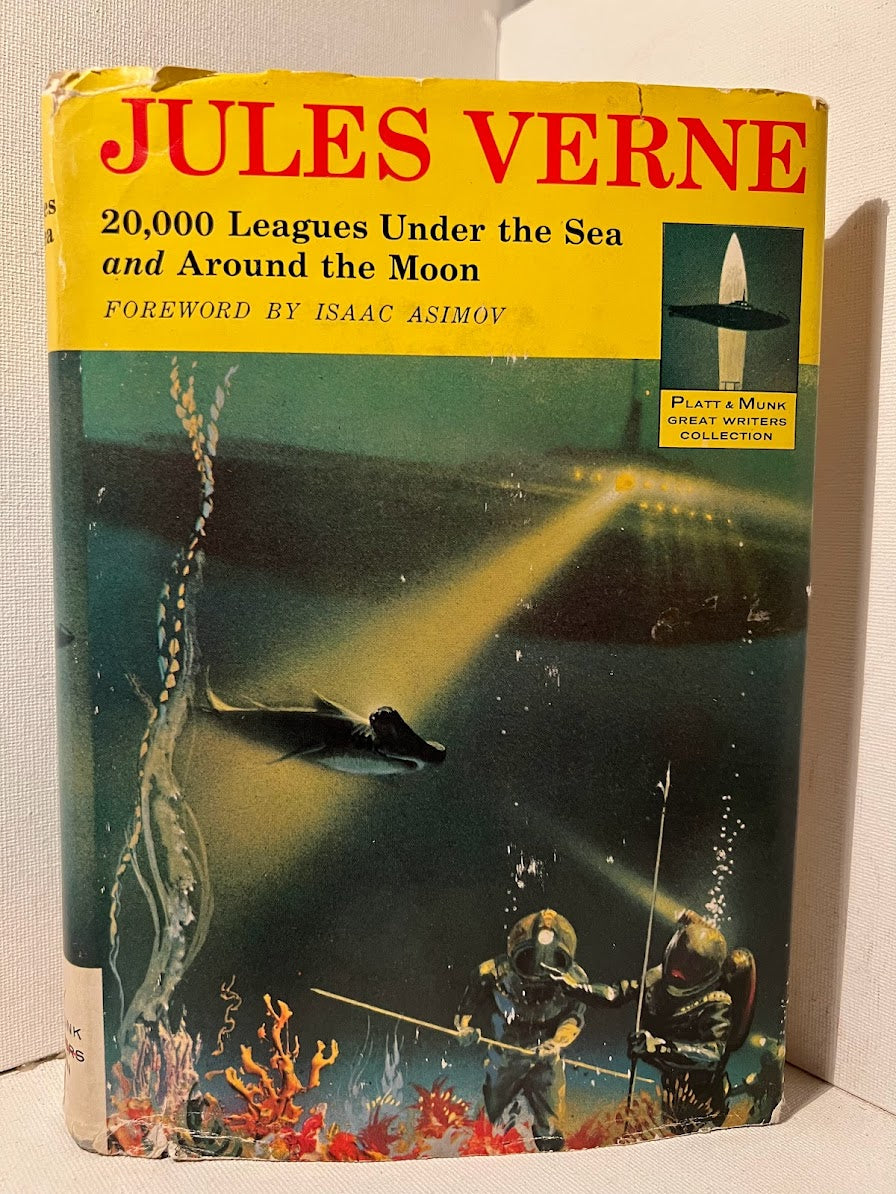 JULES VERNE
20,000 Leagues Under the Sea
and Around the Moon
FOREWORD BY ISAAC ASIMOV
PLATT & MUNK
GREAT WRITERS
COLLECTION